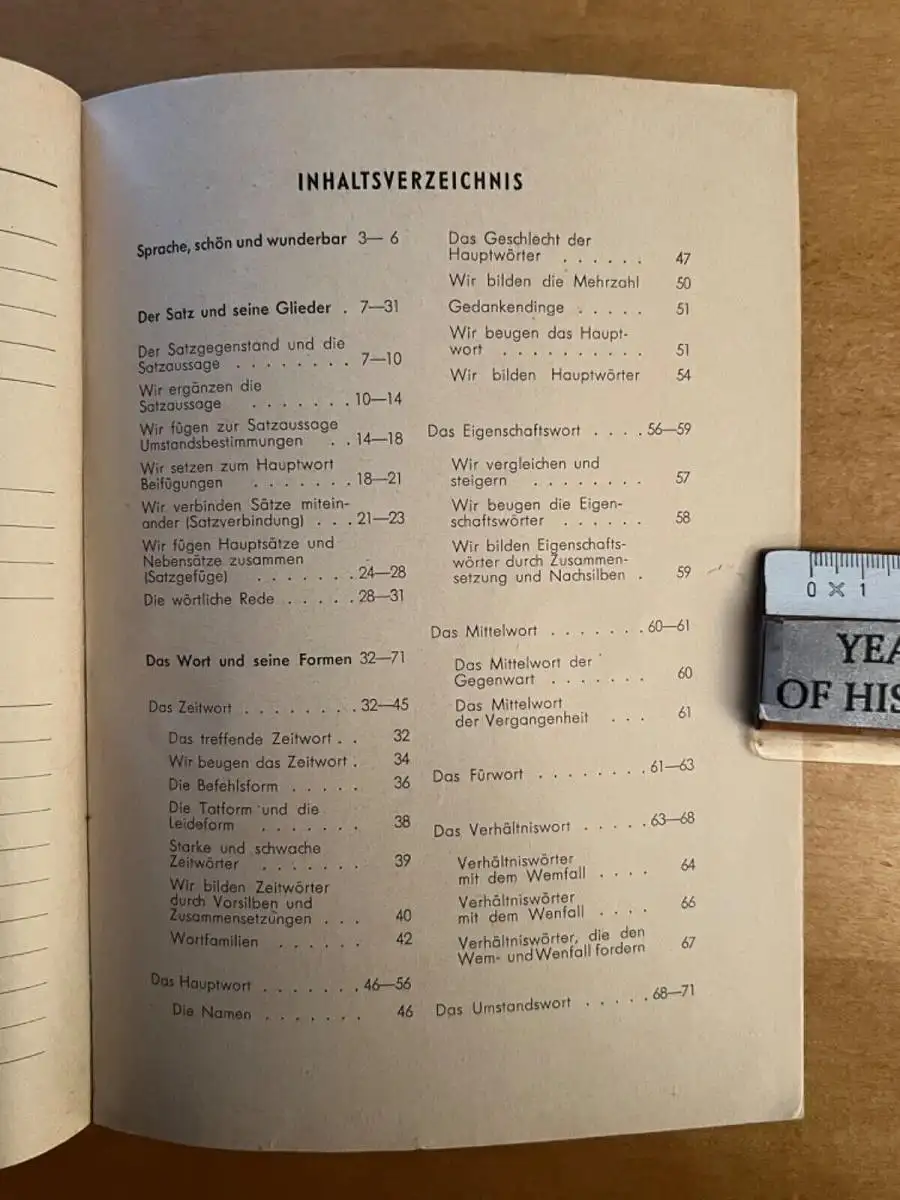 INHALTSVERZEICHNIS
Sprache, schön und wunderbar 3— 6
Der Satz und seine Glieder . 7—31
Der Satzgegenstand und die
Satzaussage . . . . . . . . 7—10
Wir ergänzen die
Satzaussage . . . . . . . 10—14
Wir fügen zur Satzaussage
Umstandsbestimmungen . . 14—18
Wir setzen zum Hauptwort
Beifügungen . . . . . . . 18—21
Wir verbinden Sätze mitein-
ander (Satzverbindung) . . . 21—23
Wir fügen Hauptsätze und
Nebensätze zusammen
(Satzgefüge) . . . . . . . 24—28
Die wörtliche Rede . . . . . 28—31
Das Wort und seine Formen 32—71
Das Zeitwort . . . . . . . . 32—45
Das treffende Zeitwort . . 32
Wir beugen das Zeitwort . 34
Die Befehlsform . . . . . 36
Die Tatform und die
Leideform . . . . . . . 38
Starke und schwache
Zeitwörter . . . . . . . 39
Wir bilden Zeitwörter
durch Vorsilben und
Zusammensetzungen . . . 40
Wortfamilien . . . . . . 42
Das Hauptwort . . . . . . . 46—56
Die Namen . . . . . . . 46
Das Geschlecht der
Hauptwörter . . . . . . 47
Wir bilden die Mehrzahl 50
Gedankendinge . . . . . 51
Wir beugen das Haupt-
wort . . . . . . . . . . 51
Wir bilden Hauptwörter 54
Das Eigenschaftswort . . . . 56—59
Wir vergleichen und
steigern . . . . . . . . 57
Wir beugen die Eigen-
schaftswörter . . . . . . 58
Wir bilden Eigenschafts-
wörter durch Zusammen-
setzung und Nachsilben . 59
Das Mittelwort . . . . . . . 60—61
Das Mittelwort der
Gegenwart . . . . . . . 60
Das Mittelwort
der Vergangenheit . . . 61
Das Fürwort . . . . . . . . 61—63
Das Verhältniswort . . . . . 63—68
Verhältniswörter
mit dem Wemfall . . . . 64
Verhältniswörter
mit dem Wenfall . . . . 66
Verhältniswörter, die den
Wem- und Wenfall fordern 67
Das Umstandswort . . . . . 68—71
0 1
YEA
OF HIS